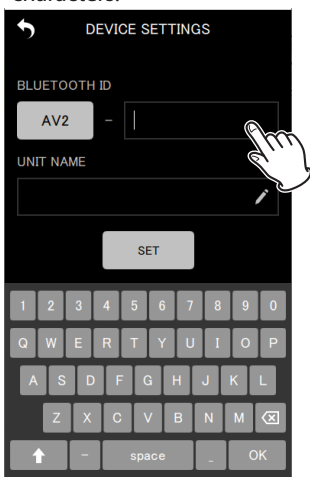 characters.
DEVICE SETTINGS
BLUETOOTH ID
AV2 –
UNIT NAME
SET
1 2 3 4 5 6 7 8 9 0
Q W E R T Y U I O P
A S D F G H J K L
Z X C V B N M
– space _ OK